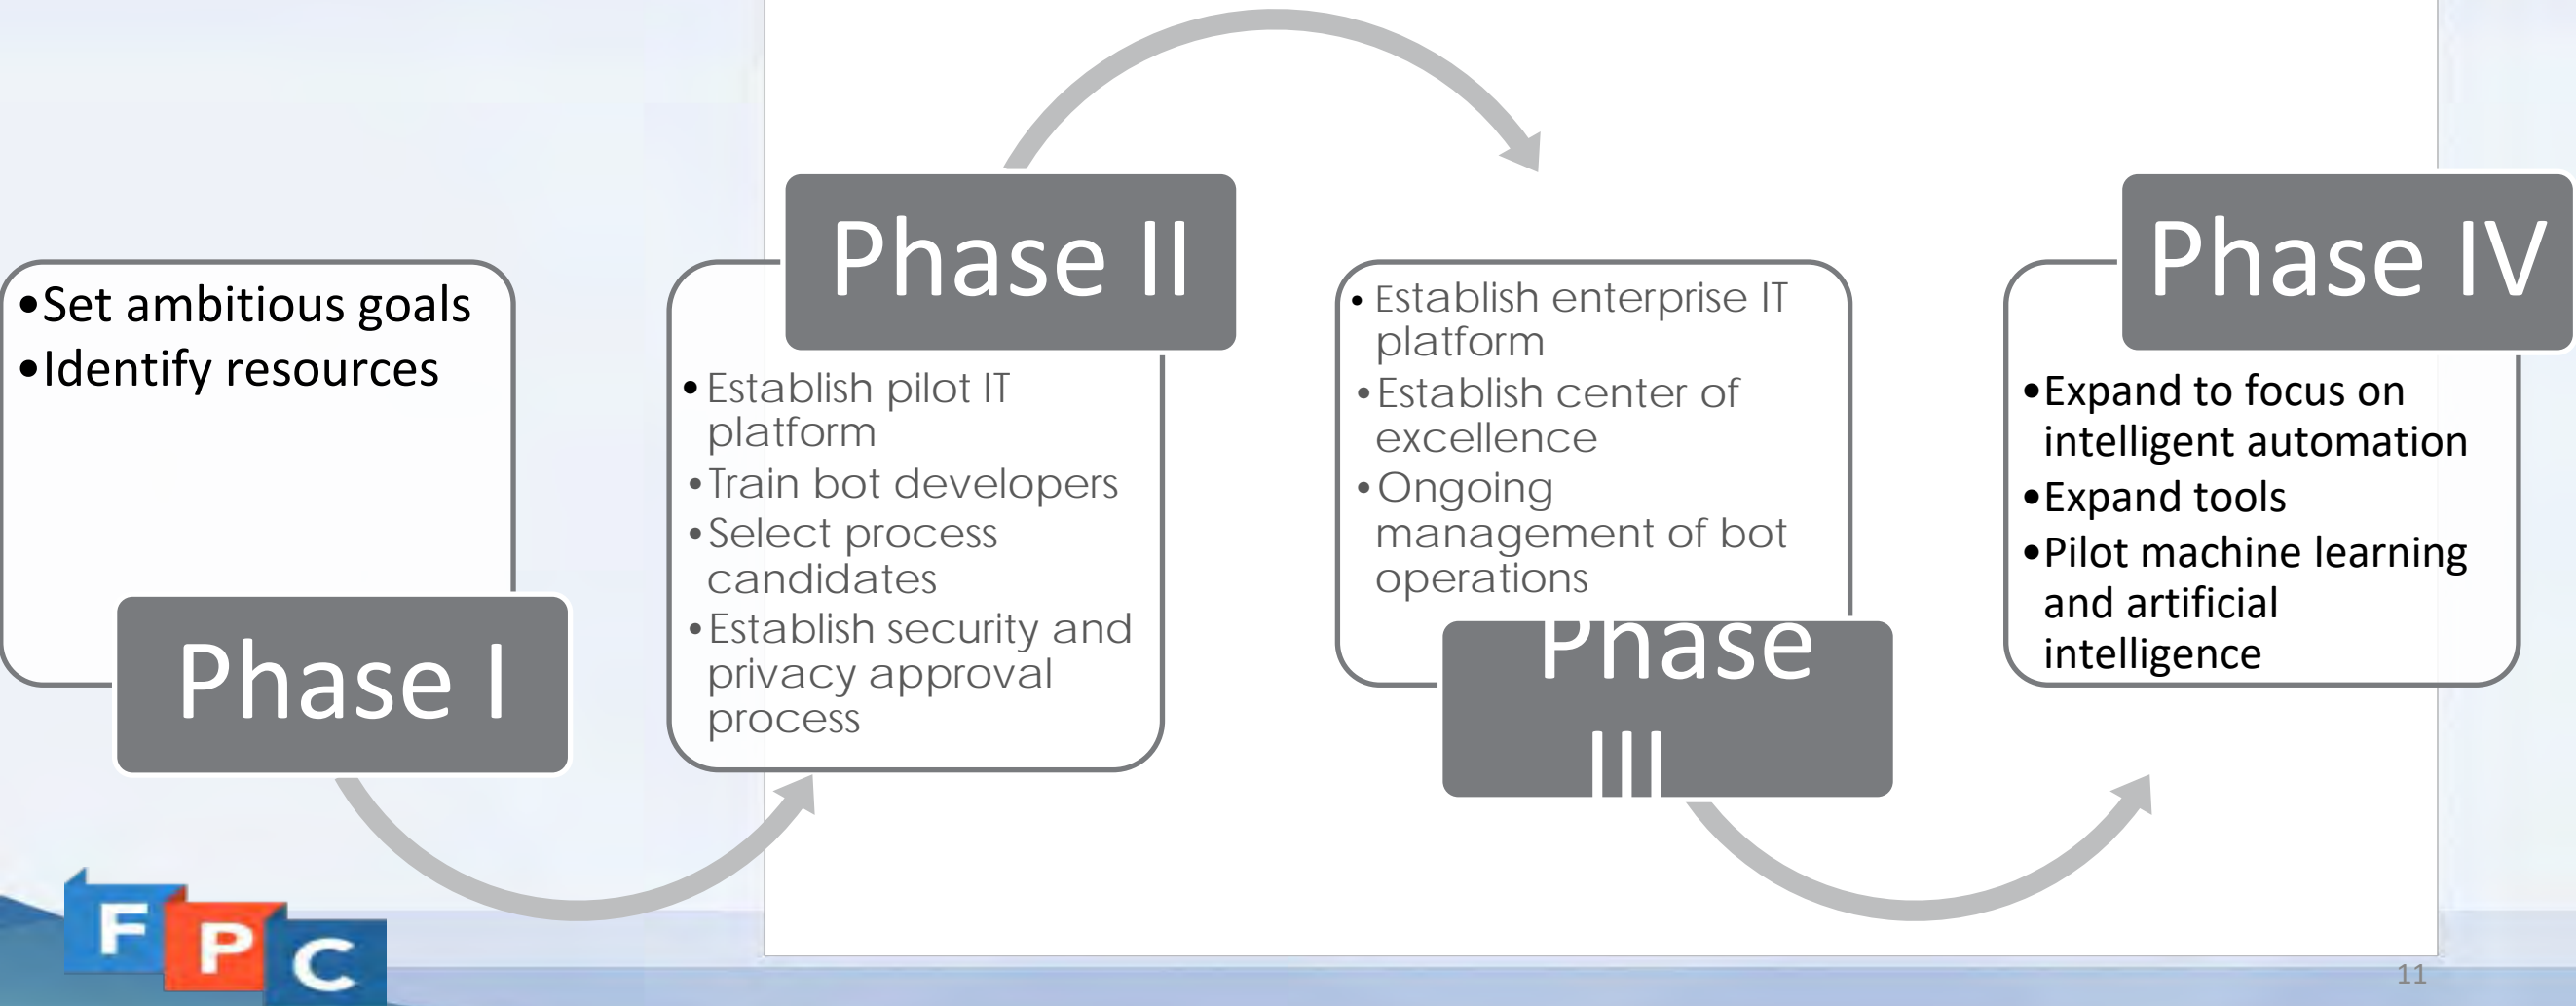 •Set ambitious goals
•Identify resources
Phase I
Phase II
• Establish pilot IT
platform
•Train bot developers
•Select process
candidates
•Establish security and
privacy approval
process
• Establish enterprise IT
platform
•Establish center of
excellence
•Ongoing
management of bot
operations
Phase
III
Phase IV
•Expand to focus on
intelligent automation
•Expand tools
•Pilot machine learning
and artificial
intelligence
F P C
11